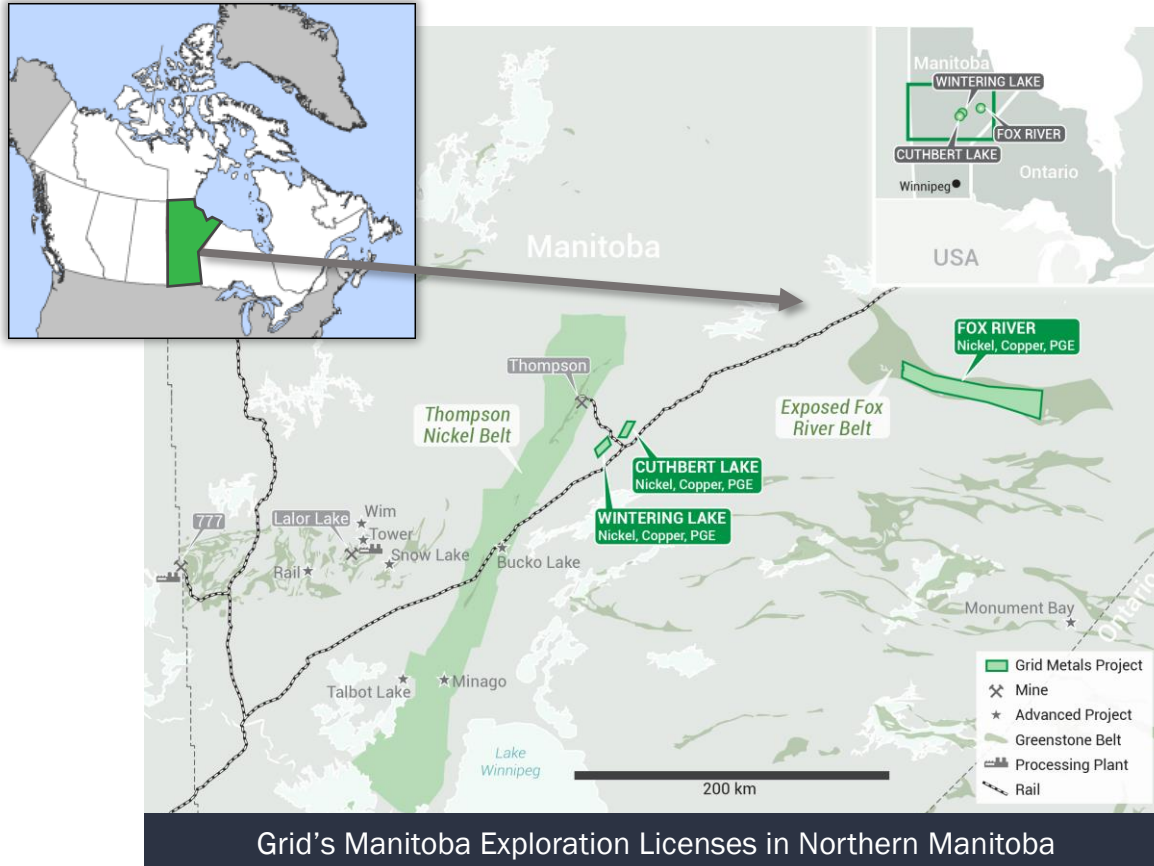 Manitoba
WINTERING LAKE
FOX RIVER
CUTHBERT LAKE
Ontario
Winnipeg
USA
Manitoba
FOX RIVER
Nickel, Copper, PGE
Thompson
Thompson
Nickel Belt
Exposed Fox
River Belt
CUTHBERT LAKE
Nickel, Copper, PGE
WINTERING LAKE
Nickel, Copper, PGE
777
Lalor Lake
Wim
Tower
Snow Lake
Rail
Bucko Lake
Monument Bay
Ontario
Talbot Lake
Minago
Lake
Winnipeg
200 km
Grid Metals Project
Mine
Advanced Project
Greenstone Belt
Processing Plant
Rail
Grid's Manitoba Exploration Licenses in Northern Manitoba